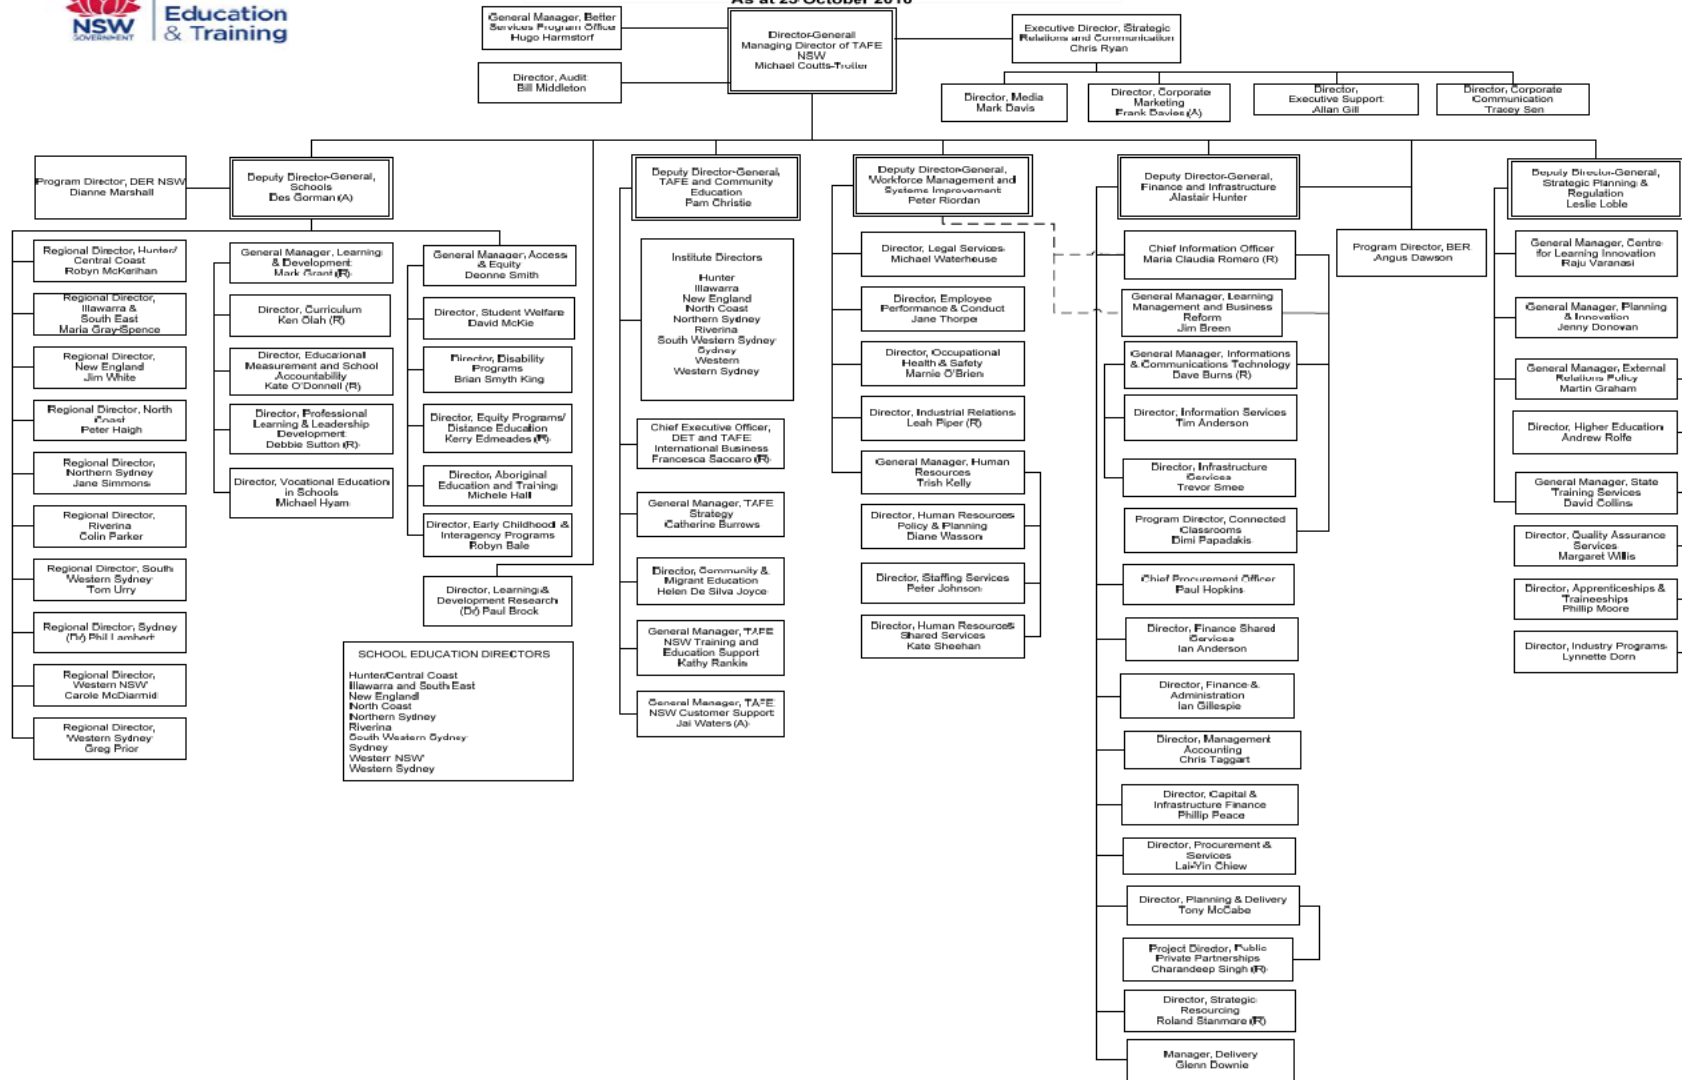 NSW
GOVERNMENT
Education
& Training
As at 25 October 2010
General Manager, Better
Services Program Office
Hugo Harmstorf
Director-General
Managing Director of TAFE
NSW
Michael Coutts-Trotter
Executive Director, Strategic
Relations and Communication
Chris Ryan
Director, Audit
Bill Middleton
Director, Media
Mark Davis
Director, Corporate
Marketing
Frank Davies (A)
Director,
Executive Support
Allan Gill
Director, Corporate
Communication
Tracey Sen
Program Director, DER NSW
Dianne Marshall
Deputy Director-General,
Schools
Des Gorman (A)
Deputy Director-General,
TAFE and Community
Education
Pam Christie
Deputy Director-General,
Workforce Management and
Systems Improvement
Peter Riordan
Deputy Director-General,
Finance and Infrastructure
Alastair Hunter
Deputy Director-General,
Strategic Planning &
Regulation
Leslie Loble
Program Director, BER
Angus Dawson
Regional Director, Hunter/
Central Coast
Robyn McKerihan
Regional Director,
Illawarra &
South East
Maria Gray-Spence
Regional Director,
New England
Jim White
Regional Director, North
Coast
Peter Haigh
Regional Director,
Northern Sydney
Jane Simmons
Regional Director,
Riverina
Colin Parker
Regional Director, South
Western Sydney
Tom Urry
Regional Director, Sydney
(Dr) Phil Lambert
Regional Director,
Western NSW
Carole McDiarmid
Regional Director,
Western Sydney
Greg Prior
General Manager, Learning
& Development
Mark Grant (R)
Director, Curriculum
Ken Olah (R)
Director, Educational
Measurement and School
Accountability
Kate O'Donnell (R)
Director, Professional
Learning & Leadership
Development
Debbie Sutton (R)
Director, Vocational Education
in Schools
Michael Hyam
General Manager, Access
& Equity
Deonne Smith
Director, Student Welfare
David McKie
Director, Disability
Programs
Brian Smyth King
Director, Equity Programs/
Distance Education
Kerry Edmeades (R)
Director, Aboriginal
Education and Training
Michele Hall
Director, Early Childhood &
Interagency Programs
Robyn Bale
Director, Learning &
Development Research
(Dr) Paul Brock
SCHOOL EDUCATION DIRECTORS
Hunter/Central Coast
Illawarra and South East
New England
North Coast
Northern Sydney
Riverina
South Western Sydney
Sydney
Western NSW
Western Sydney
Institute Directors
Hunter
Illawarra
New England
North Coast
Northern Sydney
Riverina
South Western Sydney
Sydney
Western
Western Sydney
Chief Executive Officer,
DET and TAFE
International Business
Francesca Saccaro (R)
General Manager, TAFE
Strategy
Catherine Burrows
Director, Community &
Migrant Education
Helen De Silva Joyce
General Manager, TAFE
NSW Training and
Education Support
Kathy Rankin
General Manager, TAFE
NSW Customer Support
Jai Waters (A)
Director, Legal Services
Michael Waterhouse
Director, Employee
Performance & Conduct
Jane Thorpe
Director, Occupational
Health & Safety
Marnie O'Brien
Director, Industrial Relations
Leah Piper (R)
General Manager, Human
Resources
Trish Kelly
Director, Human Resources
Policy & Planning
Diane Wasson
Director, Staffing Services
Peter Johnson
Director, Human Resources
Shared Services
Kate Sheehan
Chief Information Officer
Maria Claudia Romero (R)
General Manager, Learning
Management and Business
Reform
Jim Breen
General Manager, Informations
& Communications Technology
Dave Burns (R)
Director, Information Services
Tim Anderson
Director, Infrastructure
Services
Trevor Smee
Program Director, Connected
Classrooms
Dimi Papadakis
Chief Procurement Officer
Paul Hopkins
Director, Finance Shared
Services
Ian Anderson
Director, Finance &
Administration
Ian Gillespie
Director, Management
Accounting
Chris Taggart
Director, Capital &
Infrastructure Finance
Phillip Peace
Director, Procurement &
Services
Lai-Yin Chiew
Director, Planning & Delivery
Tony McCabe
Project Director, Public
Private Partnerships
Charandeep Singh (R)
Director, Strategic
Resourcing
Roland Stanmore (R)
Manager, Delivery
Glenn Downie
General Manager, Centre
for Learning Innovation
Raju Varanasi
General Manager, Planning
& Innovation
Jenny Donovan
General Manager, External
Relations Policy
Martin Graham
Director, Higher Education
Andrew Rolfe
General Manager, State
Training Services
David Collins
Director, Quality Assurance
Services
Margaret Willis
Director, Apprenticeships &
Traineeships
Phillip Moore
Director, Industry Programs
Lynnette Dorn